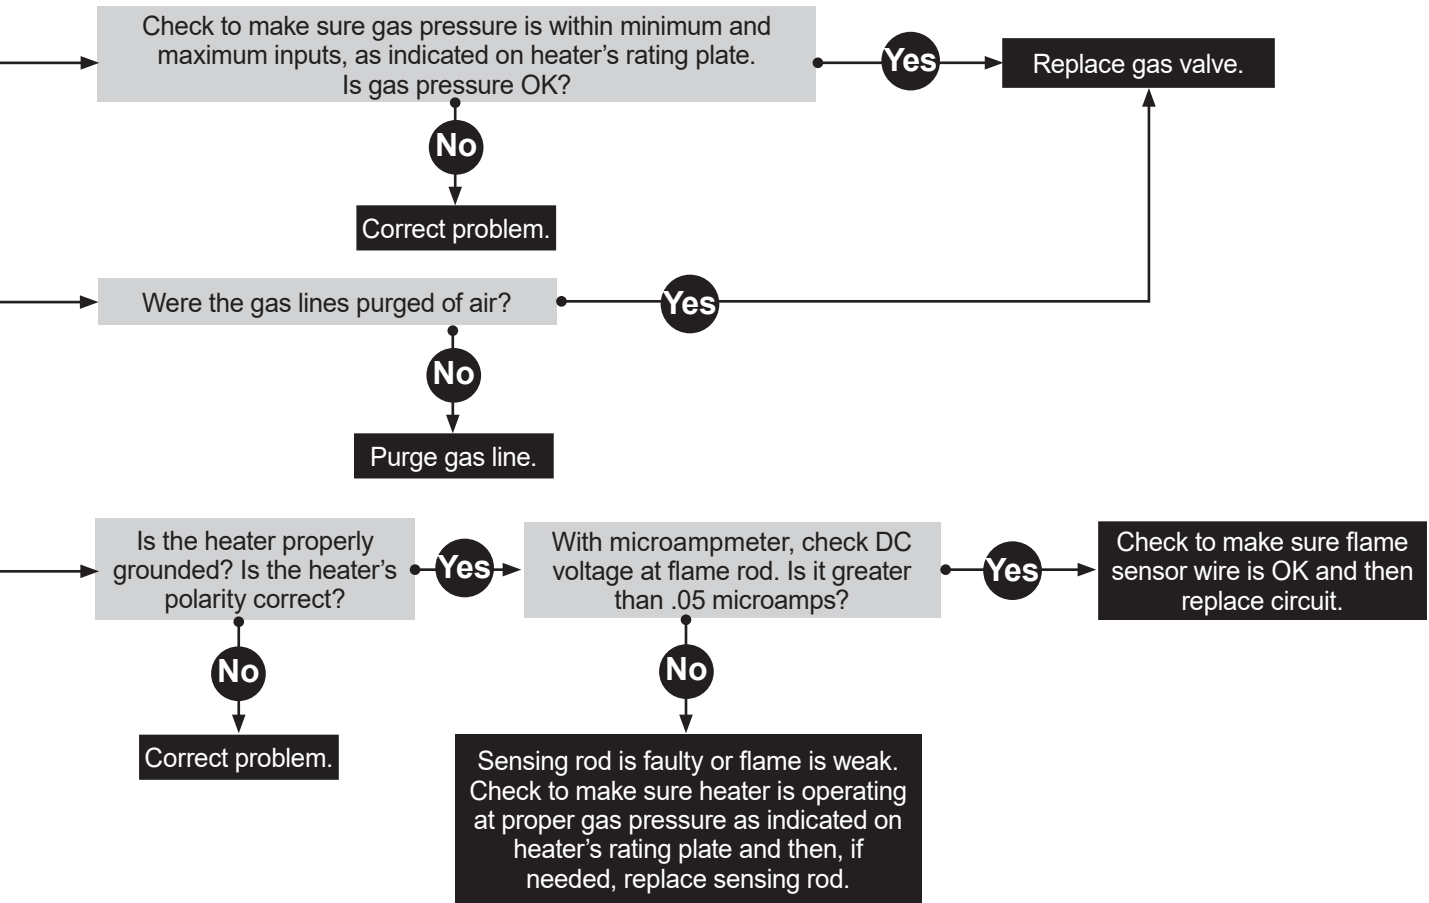 Check to make sure gas pressure is within minimum and
maximum inputs, as indicated on heater’s rating plate.
Is gas pressure OK?
Yes
Replace gas valve.
No
Correct problem.
Were the gas lines purged of air?
Yes
No
Purge gas line.
Is the heater properly
grounded? Is the heater’s
polarity correct?
Yes
With microampmeter, check DC
voltage at flame rod. Is it greater
than .05 microamps?
Yes
Check to make sure flame
sensor wire is OK and then
replace circuit.
No
Correct problem.
No
Sensing rod is faulty or flame is weak.
Check to make sure heater is operating
at proper gas pressure as indicated on
heater’s rating plate and then, if
needed, replace sensing rod.